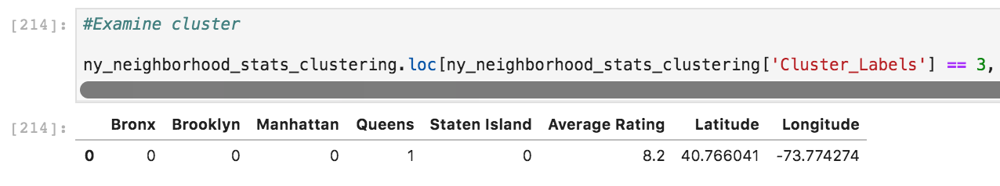 [214]: #Examine cluster
ny_neighborhood_stats_clustering.loc[ny_neighborhood_stats_clustering['Cluster_Labels'] == 3,
[214]: Bronx Brooklyn Manhattan Queens Staten Island Average Rating Latitude Longitude
0 0 0 0 1 0 8.2 40.766041 -73.774274